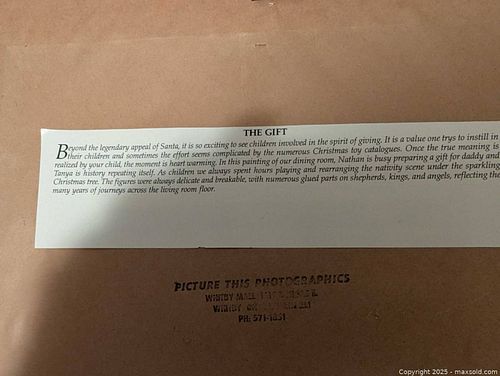 THE GIFT
Beyond the legendary appeal of Santa, it is so exciting to see children involved in the spirit of giving. It is a value one trys to instill in
their children and sometimes the effort seems complicated by the numerous Christmas toy catalogues. Once the true meaning is
realized by your child, the moment is heart warming. In this painting of our dining room, Nathan is busy preparing a gift for daddy and
Tanya is history repeating itself. As children we always spent hours playing and rearranging the nativity scene under the sparkling
Christmas tree. The figures were always delicate and breakable, with numerous glued parts on shepherds, kings, and angels, reflecting the
many years of journeys across the living room floor.
PICTURE THIS PHOTOGRAPHICS
WHITBY MALL
WHITBY
PH: 571-1851
Copyright 2025 - maxsold.com